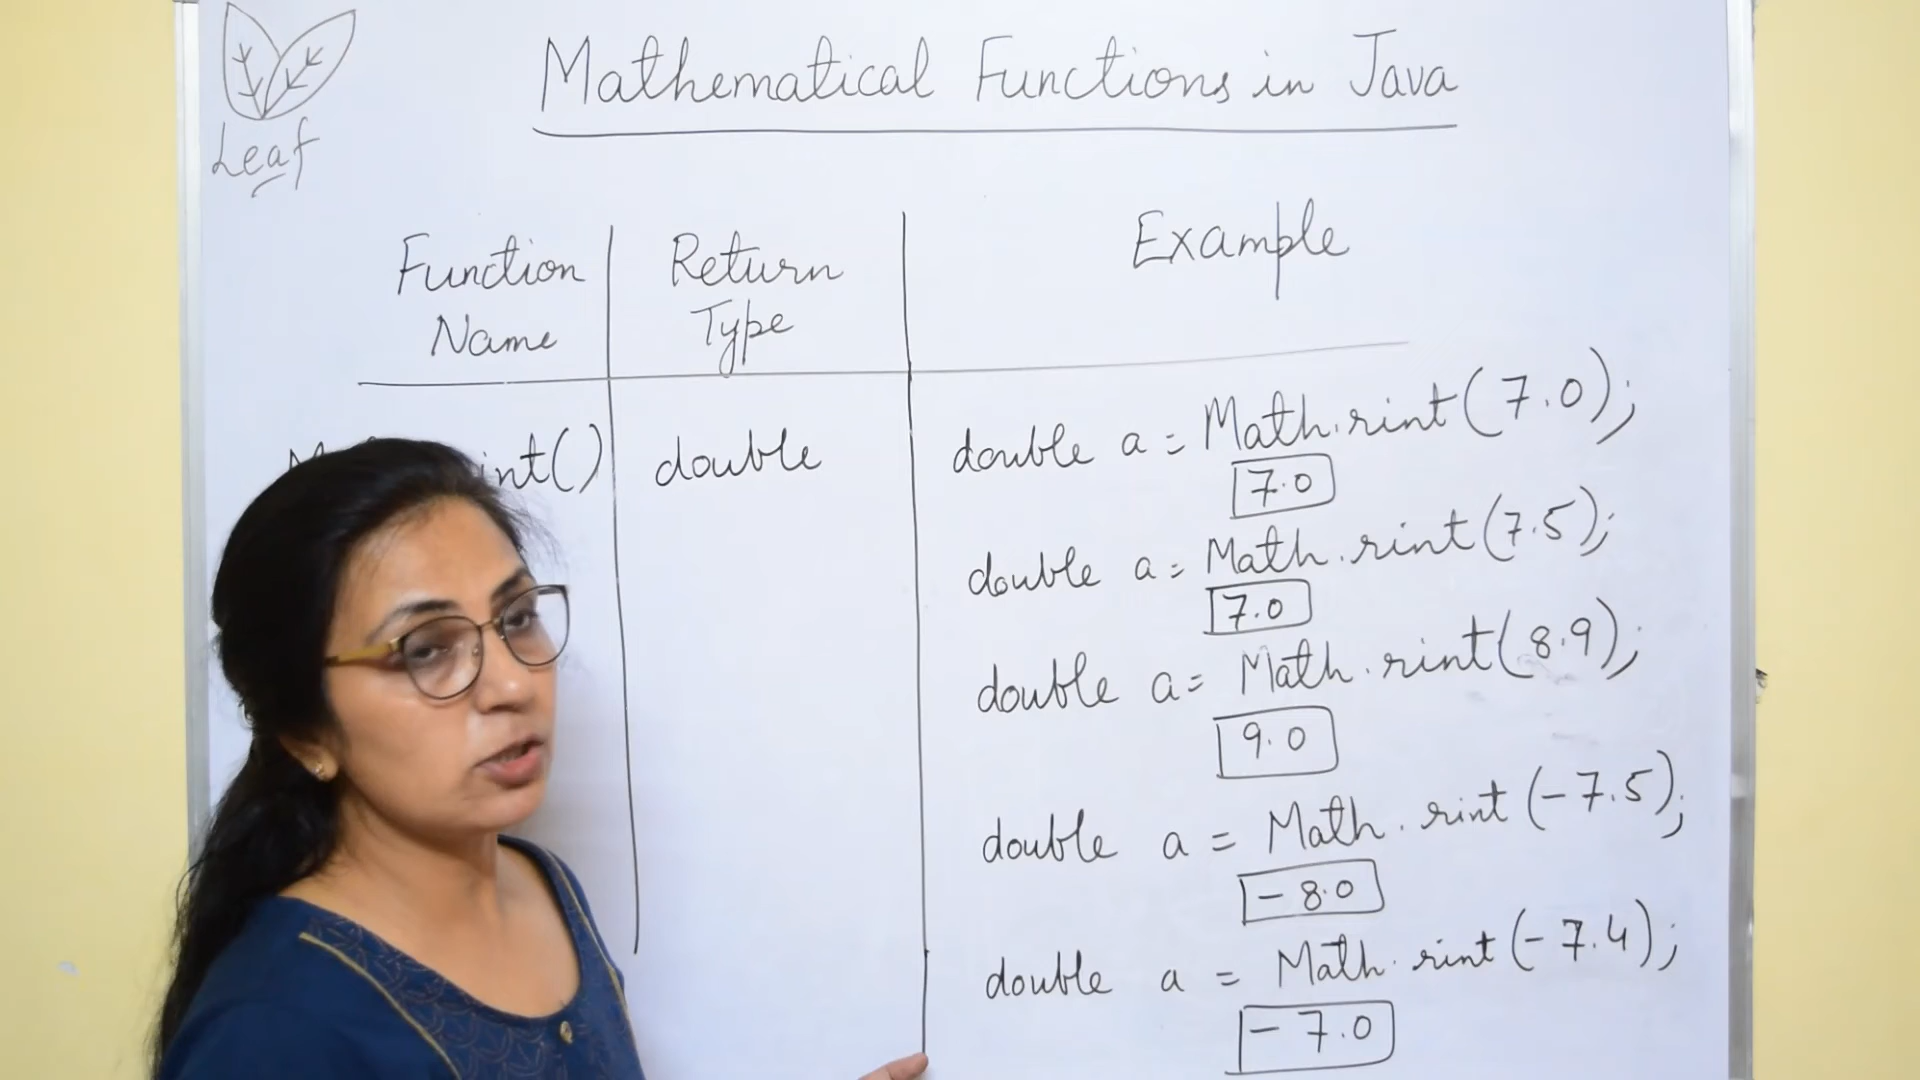 Leaf
Mathematical Functions in Java
Function Name
Return Type
Example
int()
double
double a = Math.rint(7.0);
7.0
double a = Math.rint(7.5);
7.0
double a = Math.rint(8.9);
9.0
double a = Math.rint(-7.5);
-8.0
double a = Math.rint(-7.4);
-7.0